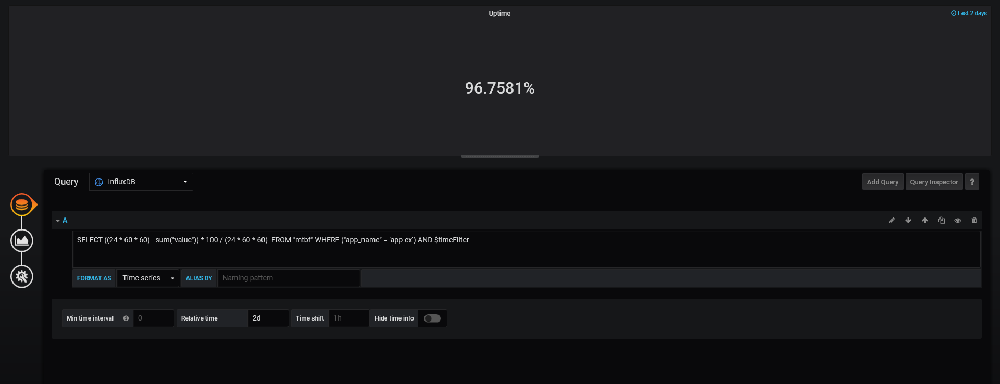 Uptime
Last 2 days
96.7581%
Query InfluxDB Add Query Query Inspector ?
A
SELECT ((24 * 60 * 60) - sum("value")) * 100 / (24 * 60 * 60)  FROM "mtbf" WHERE ("app_name" = 'app-ex') AND $timeFilter
FORMAT AS Time series ALIAS BY Naming pattern
Min time interval 0 Relative time 2d Time shift 1h Hide time info